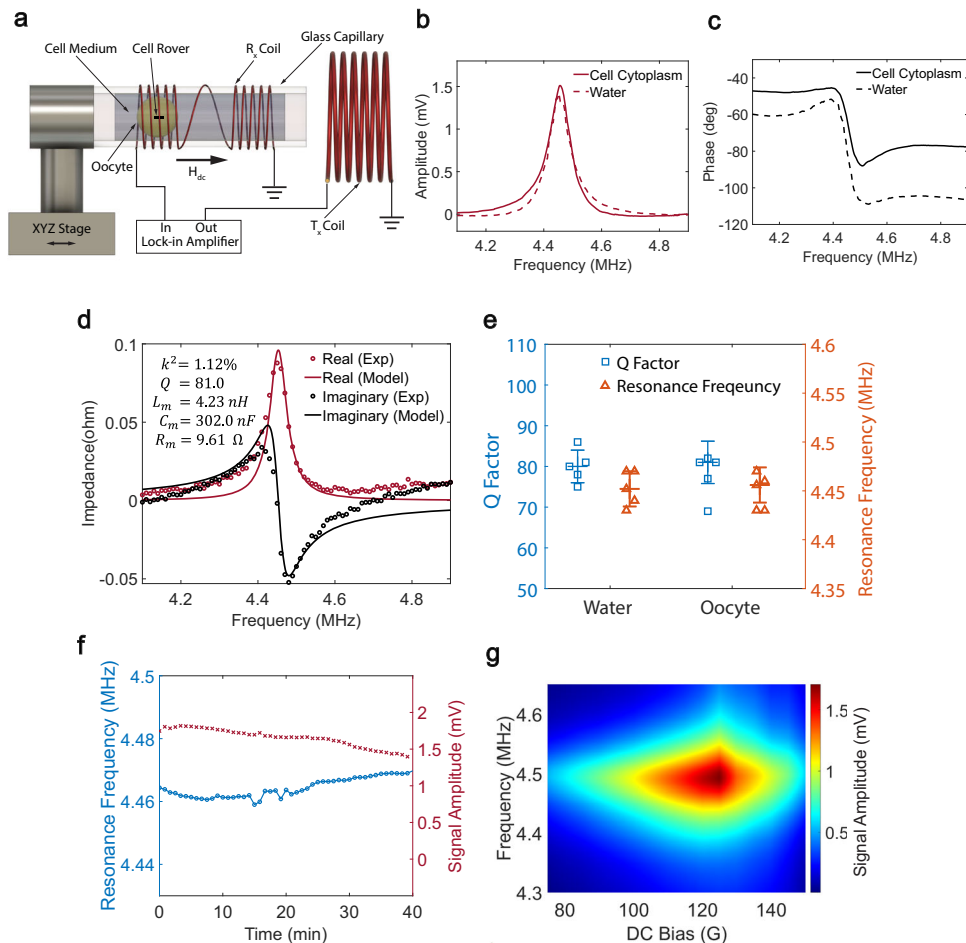 a
Cell Medium
Cell Rover
Rx Coil
Glass Capillary
Oocyte
Hdc
In
Out
Lock-in Amplifier
Tx Coil
XYZ Stage
b
Amplitude (mV)
2
1.5
1
0.5
0
Cell Cytoplasm
Water
4.2
4.4
4.6
4.8
Frequency (MHz)
c
Phase (deg)
-40
-60
-80
-100
-120
Cell Cytoplasm
Water
4.2
4.4
4.6
4.8
Frequency (MHz)
d
Impedance(ohm)
0.1
0.05
0
-0.05
k² = 1.12%
Q = 81.0
Lm = 4.23 nH
Cm = 302.0 nF
Rm = 9.61 Ω
Real (Exp)
Real (Model)
Imaginary (Exp)
Imaginary (Model)
4.2
4.4
4.6
4.8
Frequency (MHz)
e
Q Factor
110
100
90
80
70
60
50
Q Factor
Resonance Freqeuncy
4.6
4.55
4.5
4.45
4.4
4.35
Resonance Frequency (MHz)
Water
Oocyte
f
Resonance Frequency (MHz)
4.5
4.48
4.46
4.44
2
1.5
1
0.5
0
Signal Amplitude (mV)
0
10
20
30
40
Time (min)
g
Frequency (MHz)
4.6
4.5
4.4
4.3
80
100
120
140
DC Bias (G)
1.5
1
0.5
Signal Amplitude (mV)